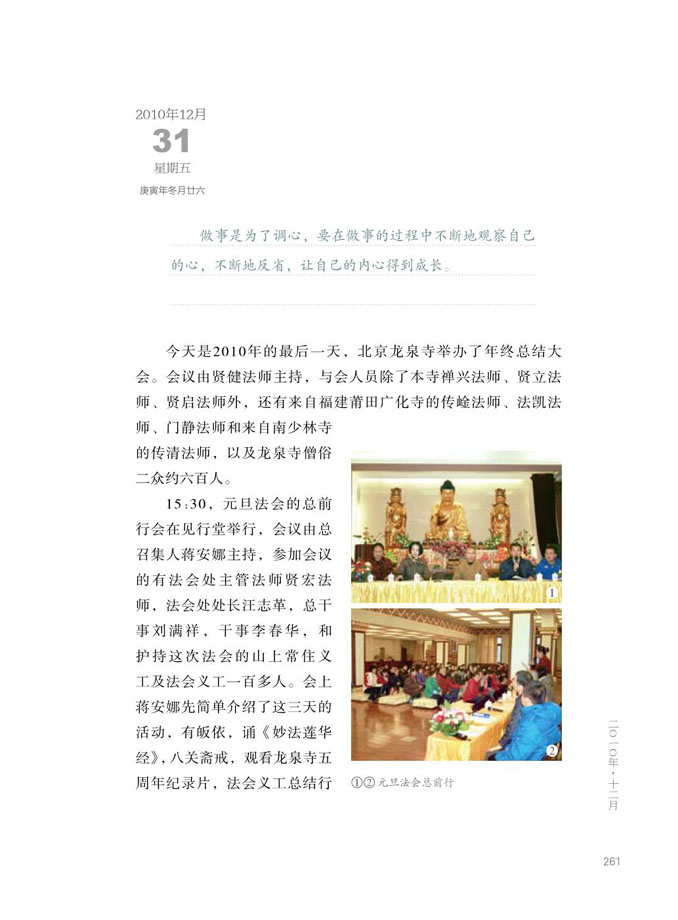 2010年12月
31
星期五
庚寅年冬月廿六
做事是为了调心，要在做事的过程中不断地观察自己
的心，不断地反省，让自己的内心得到成长。
今天是2010年的最后一天，北京龙泉寺举办了年终总结大
会。会议由贤健法师主持，与会人员除了本寺禅兴法师、贤立法
师、贤启法师外，还有来自福建莆田广化寺的传崯法师、法凯法
师、门静法师和来自南少林寺
的传清法师，以及龙泉寺僧俗
二众约六百人。
15:30，元旦法会的总前
行会在见行堂举行，会议由总
召集人蒋安娜主持，参加会议
的有法会处主管法师贤宏法
师，法会处处长汪志革，总干
事刘满祥，干事李春华，和
护持这次法会的山上常住义
工及法会义工一百多人。会上
蒋安娜先简单介绍了这三天的
活动，有皈依，诵《妙法莲华
经》，八关斋戒，观看龙泉寺五
周年纪录片，法会义工总结行
1
2
①② 元旦法会总前行
二〇一〇年·十二月
261